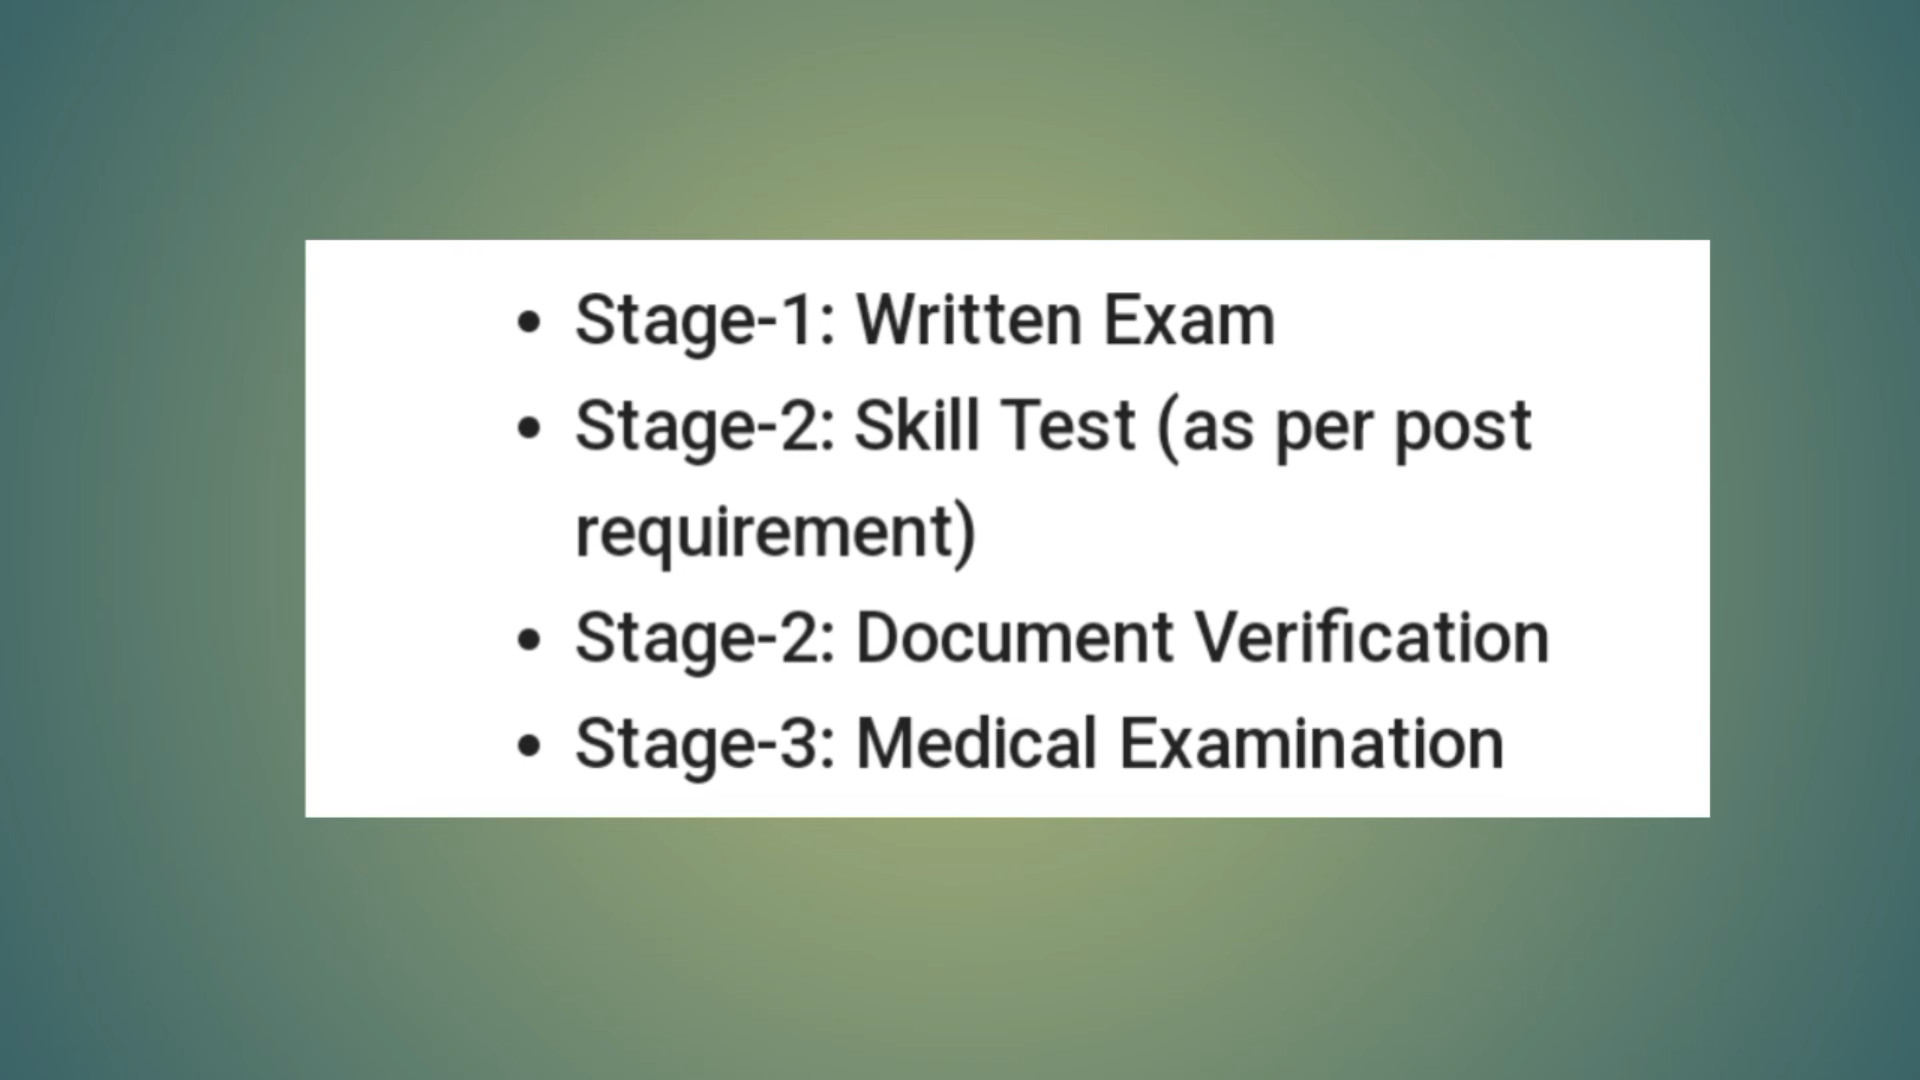 • Stage-1: Written Exam
• Stage-2: Skill Test (as per post
requirement)
• Stage-2: Document Verification
• Stage-3: Medical Examination